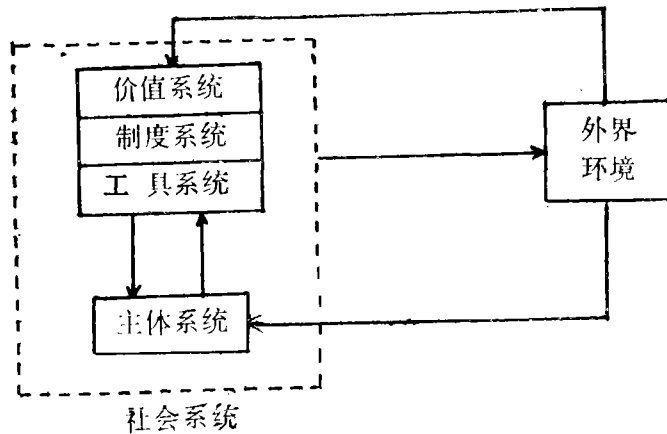 价值系统
制度系统
工具系统
主体系统
社会系统
外界
环境